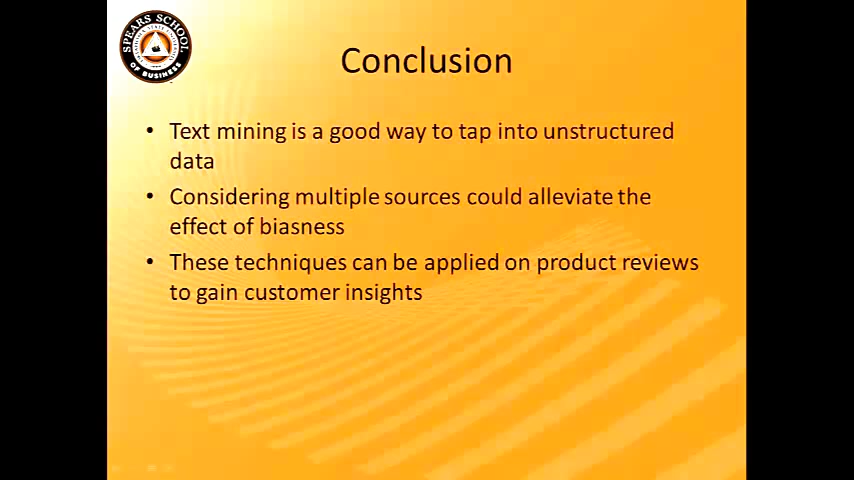 SPEARS SCHOOL
OF BUSINESS
Conclusion
• Text mining is a good way to tap into unstructured
data
• Considering multiple sources could alleviate the
effect of biasness
• These techniques can be applied on product reviews
to gain customer insights